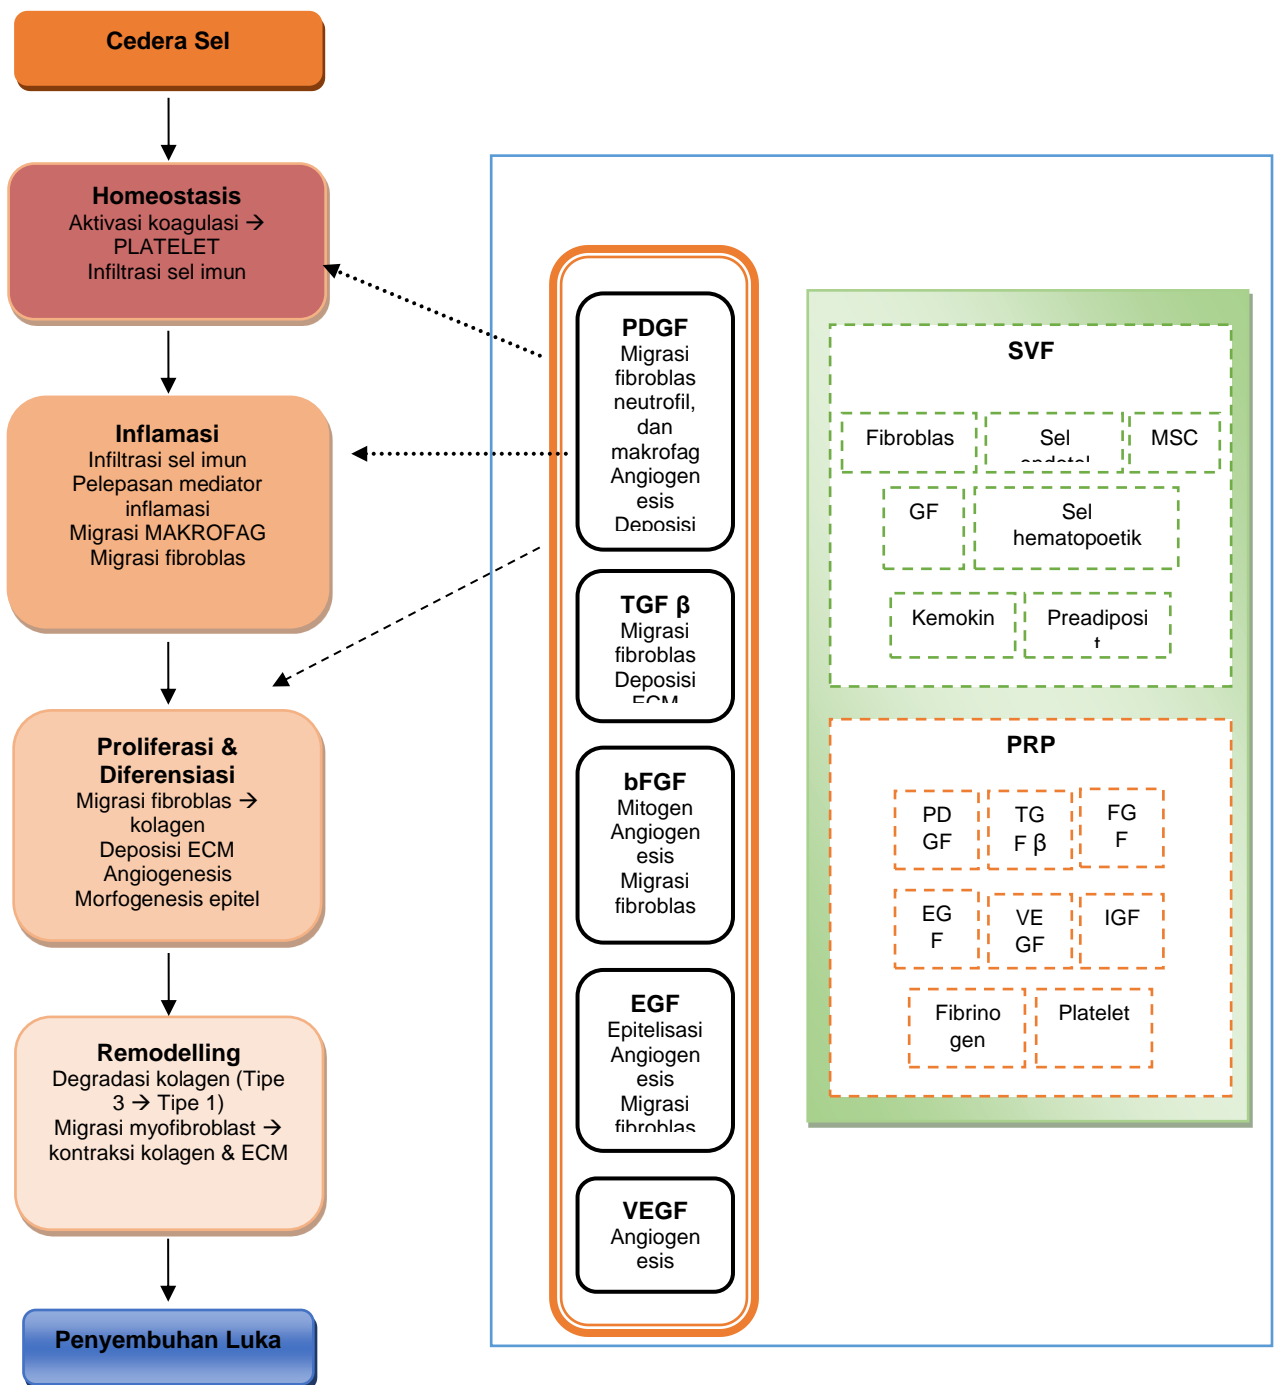 Cedera Sel
Homeostasis
Aktivasi koagulasi →
PLATELET
Infiltrasi sel imun
Inflamasi
Infiltrasi sel imun
Pelepasan mediator
inflamasi
Migrasi MAKROFAG
Migrasi fibroblas
Proliferasi &
Diferensiasi
Migrasi fibroblas →
kolagen
Deposisi ECM
Angiogenesis
Morfogenesis epitel
Remodelling
Degradasi kolagen (Tipe
3 → Tipe 1)
Migrasi myofibroblast →
kontraksi kolagen & ECM
Penyembuhan Luka
PDGF
Migrasi
fibroblas
neutrofil,
dan
makrofag
Angiogen
esis
Deposisi
TGF β
Migrasi
fibroblas
Deposisi
ECM
bFGF
Mitogen
Angiogen
esis
Migrasi
fibroblas
EGF
Epitelisasi
Angiogen
esis
Migrasi
fibroblas
VEGF
Angiogen
esis
SVF
Fibroblas
Sel
endotel
MSC
GF
Sel
hematopoetik
Kemokin
Preadiposi
t
PRP
PD
GF
TG
F β
FG
F
EG
F
VE
GF
IGF
Fibrino
gen
Platelet